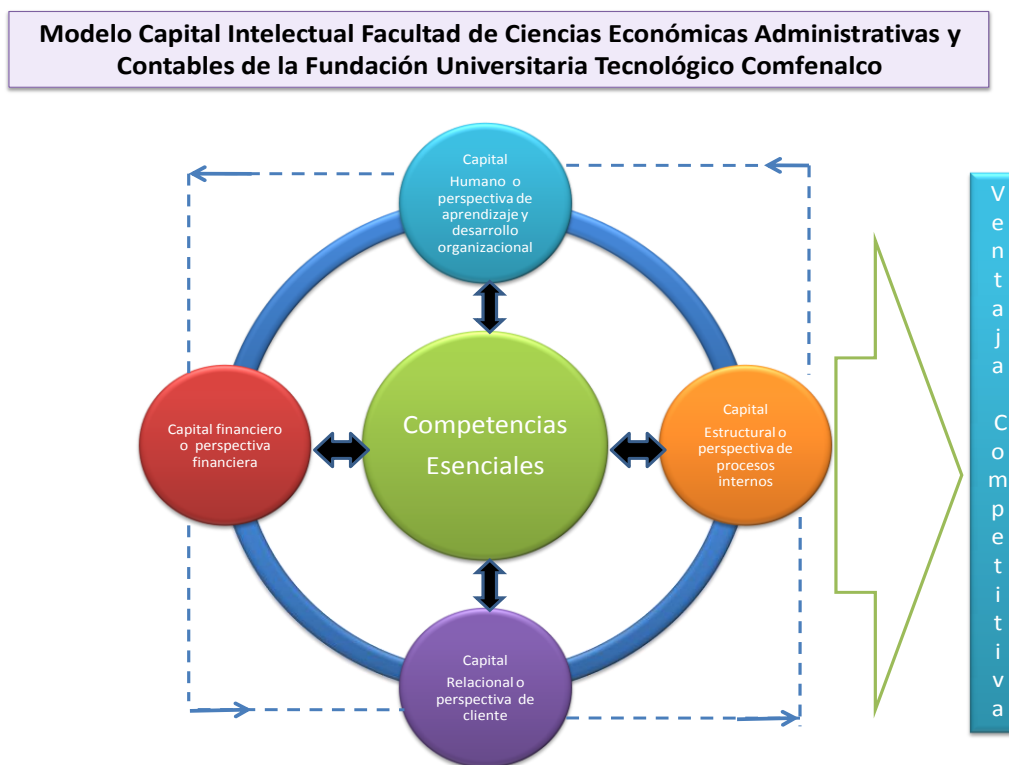 Modelo Capital Intelectual Facultad de Ciencias Económicas Administrativas y
Contables de la Fundación Universitaria Tecnológico Comfenalco
Capital
Humano o
perspectiva de
aprendizaje y
desarrollo
organizacional
Capital financiero
o perspectiva
financiera
Competencias
Esenciales
Capital
Estructural o
perspectiva de
procesos
internos
Capital
Relacional o
perspectiva de
cliente
Ventaja Competitiva